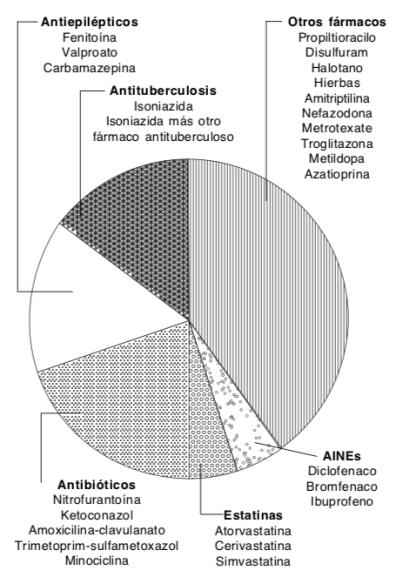 Antiepilépticos
Fenitoína
Valproato
Carbamazepina
Antituberculosis
Isoniazida
Isoniazida más otro
fármaco antituberculoso
Otros fármacos
Propiltioracilo
Disulfuram
Halotano
Hierbas
Amitriptilina
Nefazodona
Metrotexate
Troglitazona
Metildopa
Azatioprina
Antibióticos
Nitrofurantoína
Ketoconazol
Amoxicilina-clavulanato
Trimetoprim-sulfametoxazol
Minociclina
Estatinas
Atorvastatina
Cerivastatina
Simvastatina
AINEs
Diclofenaco
Bromfenaco
Ibuprofeno